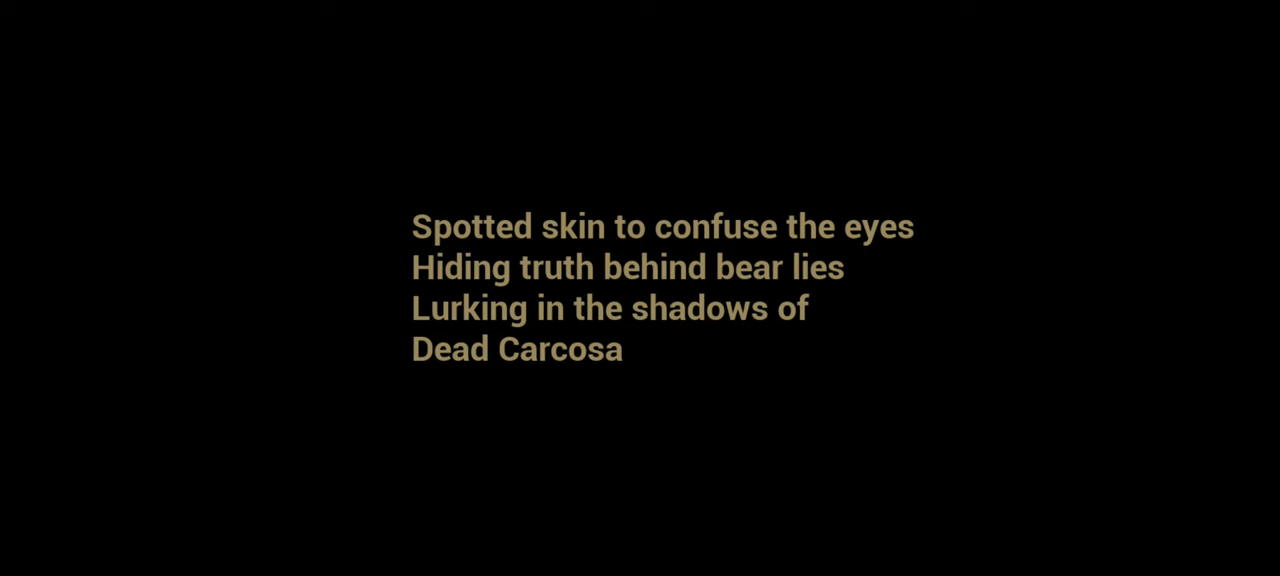 Spotted skin to confuse the eyes
Hiding truth behind bear lies
Lurking in the shadows of
Dead Carcosa